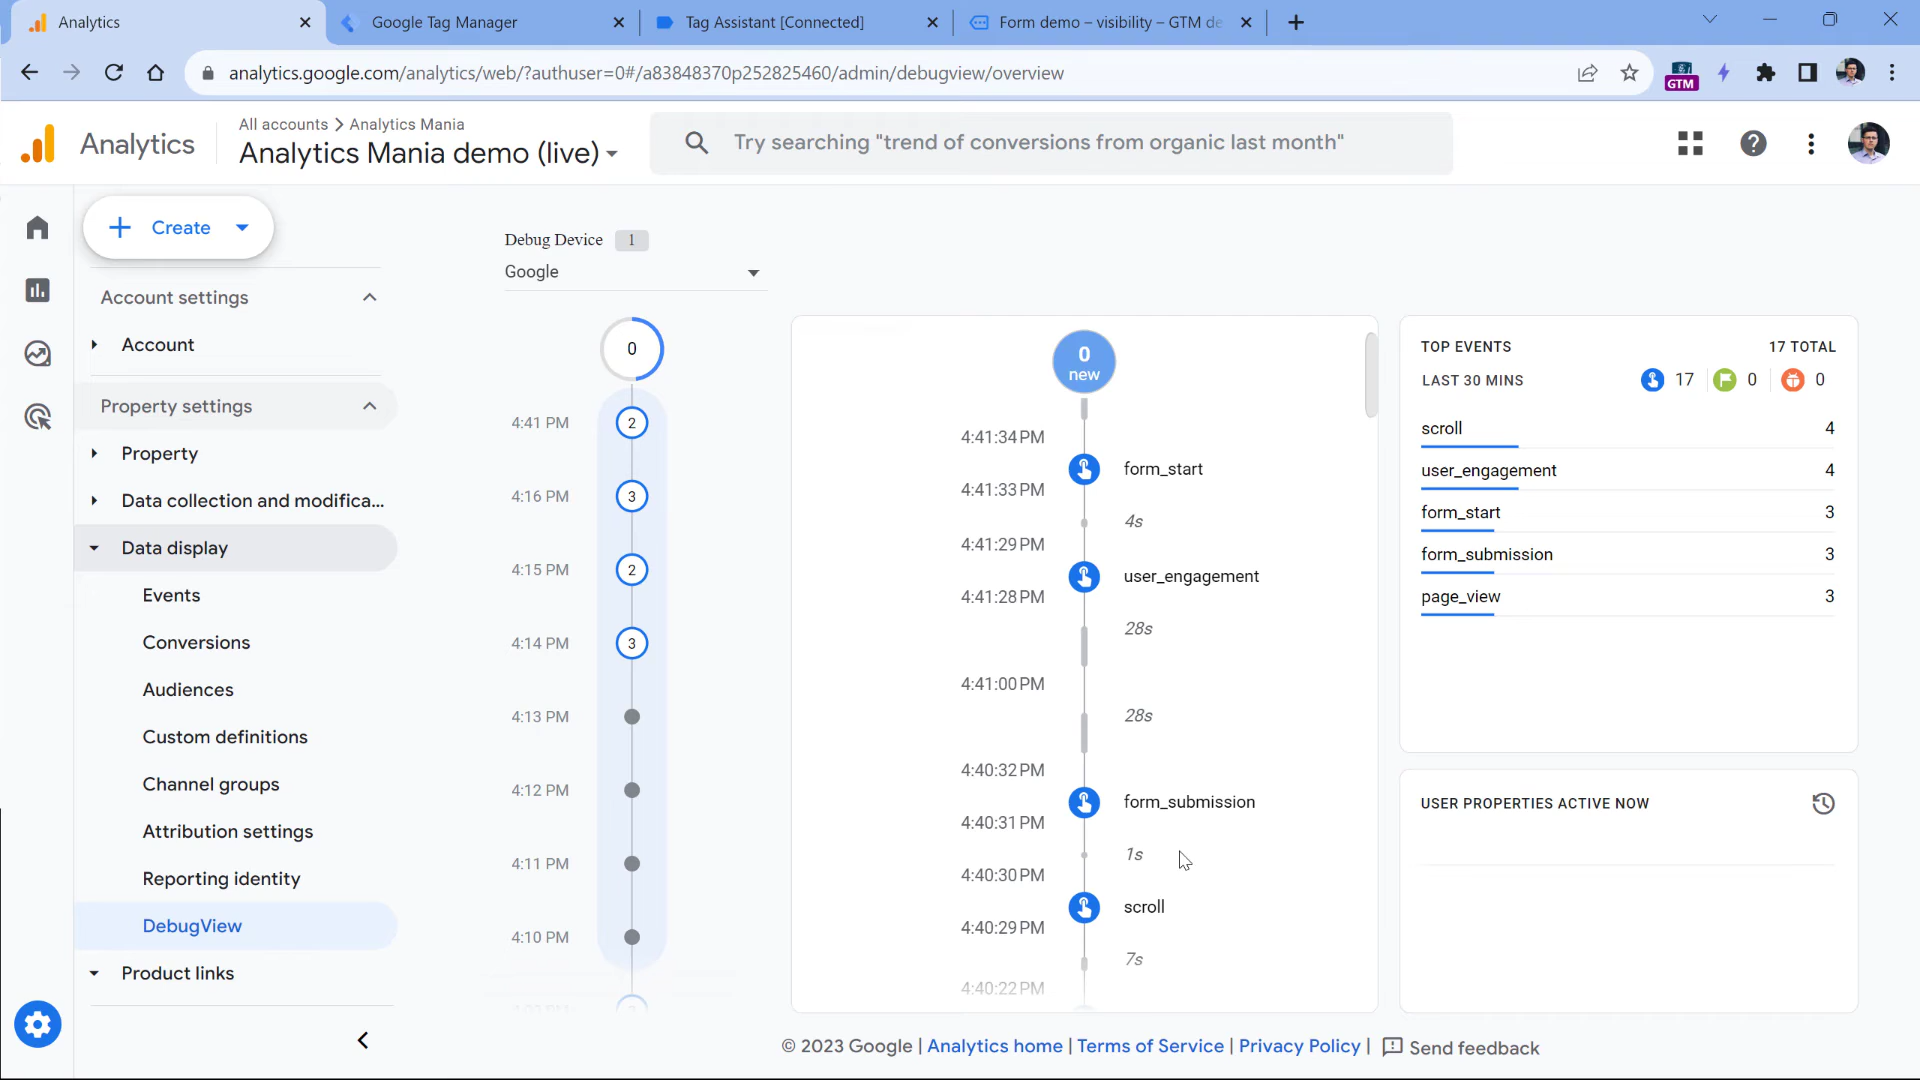 Analytics
Google Tag Manager
Tag Assistant [Connected]
Form demo – visibility – GTM de
analytics.google.com/analytics/web/?authuser=0#/a83848370p252825460/admin/debugview/overview
GTM
Analytics
All accounts > Analytics Mania
Analytics Mania demo (live)
Try searching "trend of conversions from organic last month"
Create
Account settings
Account
Property settings
Property
Data collection and modifica...
Data display
Events
Conversions
Audiences
Custom definitions
Channel groups
Attribution settings
Reporting identity
DebugView
Product links
Debug Device 1
Google
0
4:41 PM 2
4:16 PM 3
4:15 PM 2
4:14 PM 3
4:13 PM
4:12 PM
4:11 PM
4:10 PM
0
new
4:41:34 PM
form_start
4:41:33 PM
4s
4:41:29 PM
user_engagement
4:41:28 PM
28s
4:41:00 PM
28s
4:40:32 PM
form_submission
4:40:31 PM
1s
4:40:30 PM
scroll
4:40:29 PM
7s
4:40:22 PM
TOP EVENTS 17 TOTAL
LAST 30 MINS 17 0 0
scroll 4
user_engagement 4
form_start 3
form_submission 3
page_view 3
USER PROPERTIES ACTIVE NOW
© 2023 Google | Analytics home | Terms of Service | Privacy Policy | Send feedback